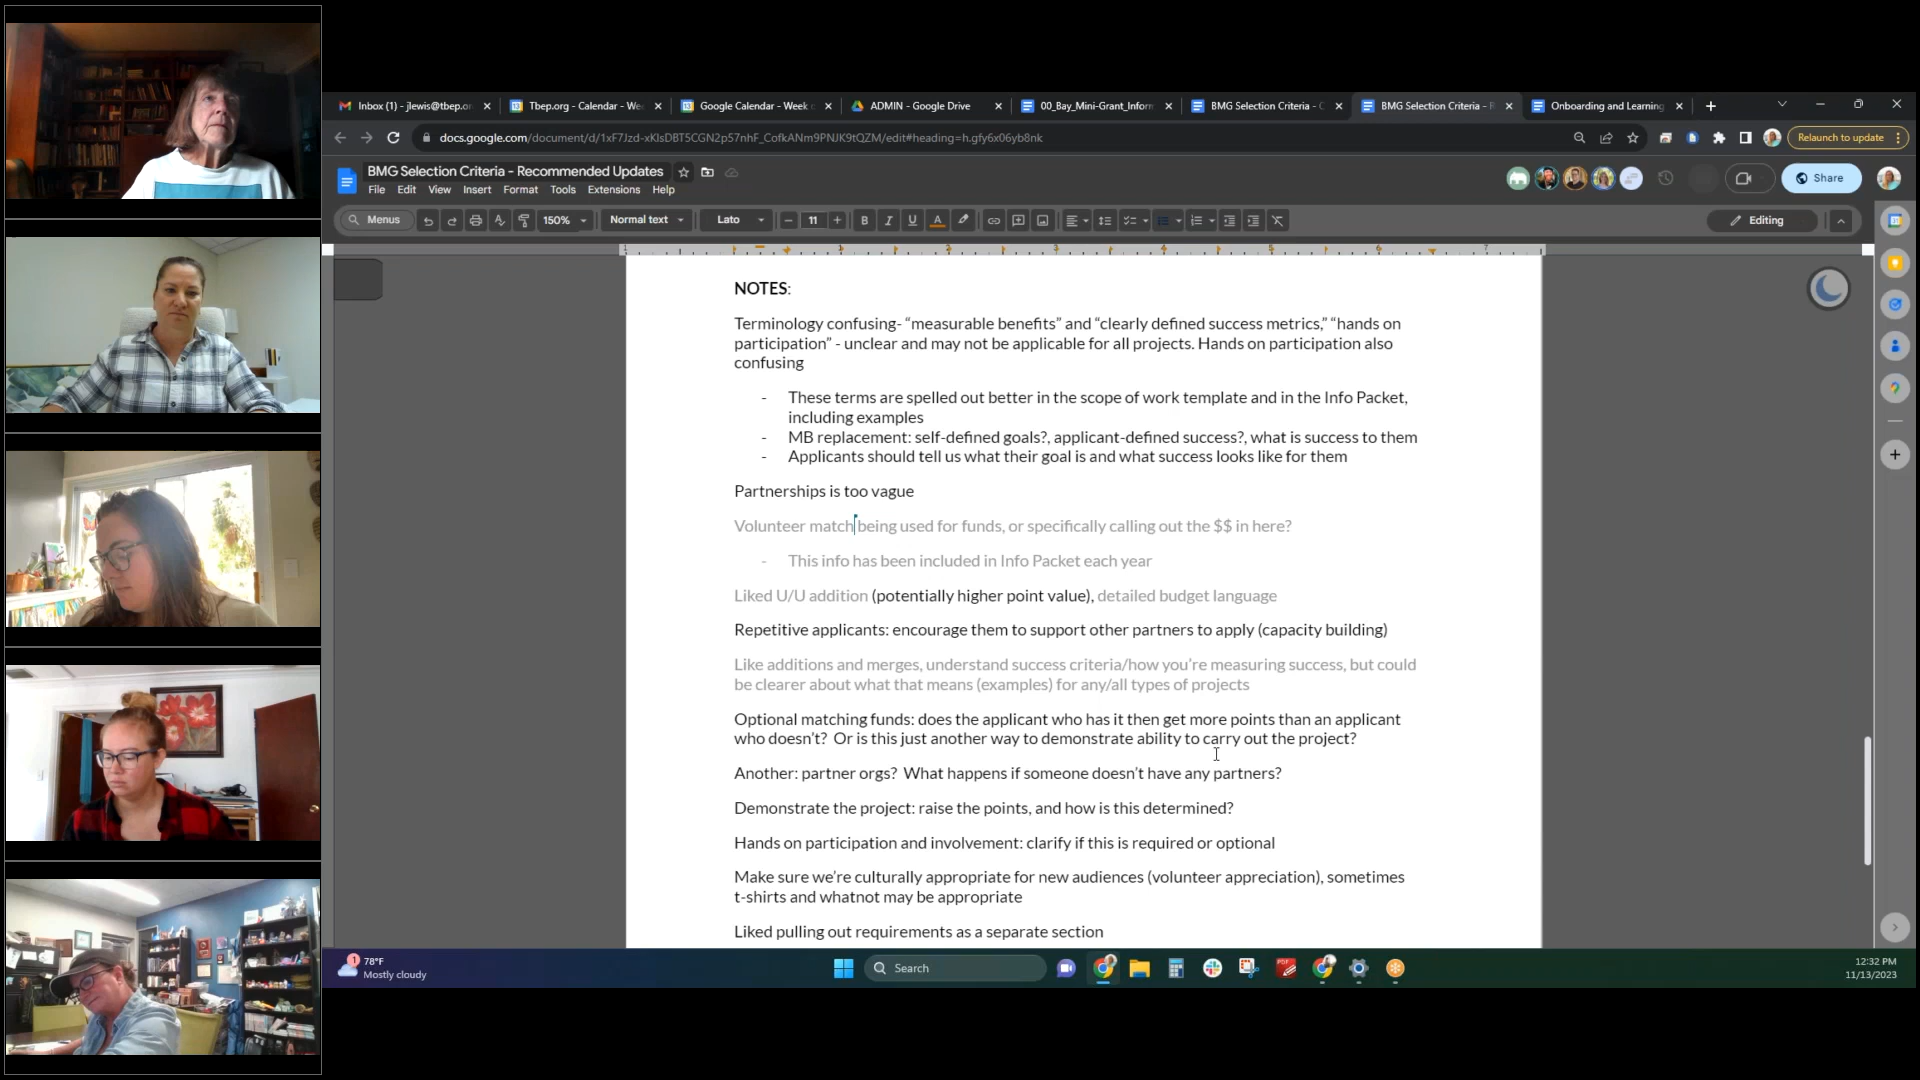 Inbox (1) - jlewis@tbep.or
Tbep.org - Calendar - We
Google Calendar - Week
ADMIN - Google Drive
00_Bay_Mini-Grant_Inform
BMG Selection Criteria - C
BMG Selection Criteria - R
Onboarding and Learning
docs.google.com/document/d/1xF7Jzd-xKlsDBT5CGN2p57nhF_CofkANm9PNJK9tQZM/edit#heading=h.gfy6x06yb8nk
Relaunch to update
BMG Selection Criteria - Recommended Updates
File Edit View Insert Format Tools Extensions Help
Share
Menus 150% Normal text Lato 11 Editing
NOTES:
Terminology confusing- “measurable benefits” and “clearly defined success metrics,” “hands on
participation” - unclear and may not be applicable for all projects. Hands on participation also
confusing
- These terms are spelled out better in the scope of work template and in the Info Packet,
including examples
- MB replacement: self-defined goals?, applicant-defined success?, what is success to them
- Applicants should tell us what their goal is and what success looks like for them
Partnerships is too vague
Volunteer match being used for funds, or specifically calling out the $$ in here?
- This info has been included in Info Packet each year
Liked U/U addition (potentially higher point value), detailed budget language
Repetitive applicants: encourage them to support other partners to apply (capacity building)
Like additions and merges, understand success criteria/how you’re measuring success, but could
be clearer about what that means (examples) for any/all types of projects
Optional matching funds: does the applicant who has it then get more points than an applicant
who doesn’t? Or is this just another way to demonstrate ability to carry out the project?
Another: partner orgs? What happens if someone doesn’t have any partners?
Demonstrate the project: raise the points, and how is this determined?
Hands on participation and involvement: clarify if this is required or optional
Make sure we’re culturally appropriate for new audiences (volunteer appreciation), sometimes
t-shirts and whatnot may be appropriate
Liked pulling out requirements as a separate section
1
78°F
Mostly cloudy
Search
12:32 PM
11/13/2023